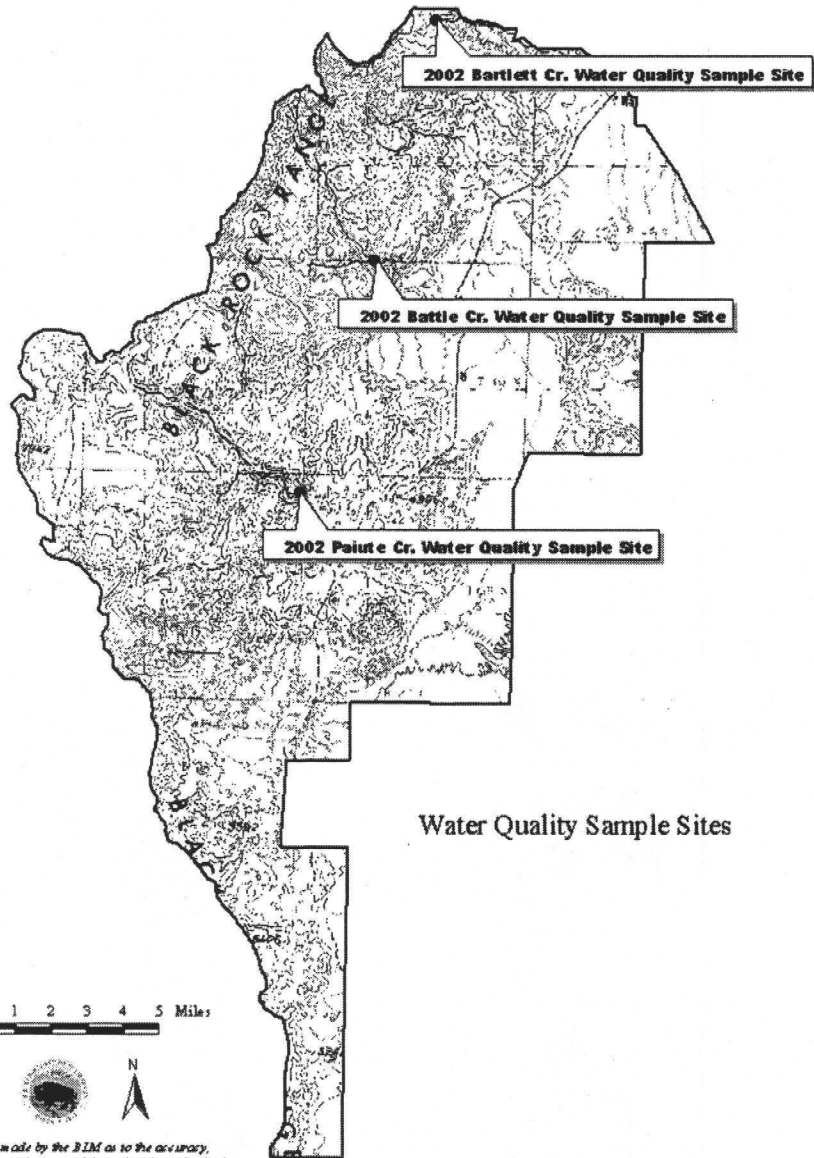 2002 Bartlett Cr. Water Quality Sample Site
BLACK ROCK RANGE
2002 Battle Cr. Water Quality Sample Site
2002 Paiute Cr. Water Quality Sample Site
Water Quality Sample Sites
1 2 3 4 5 Miles
N
made by the BLM as to the accuracy,